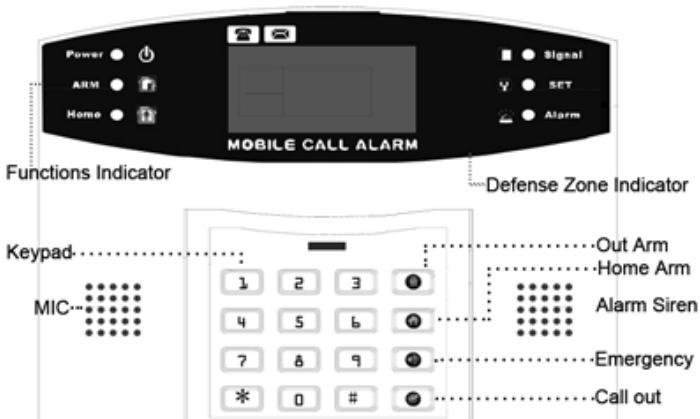 Power
Signal
ARM
SET
Home
Alarm
MOBILE CALL ALARM
Functions Indicator
Defense Zone Indicator
Keypad
Out Arm
Home Arm
MIC
Alarm Siren
Emergency
Call out
1 2 3
4 5 6
7 8 9
* 0 #